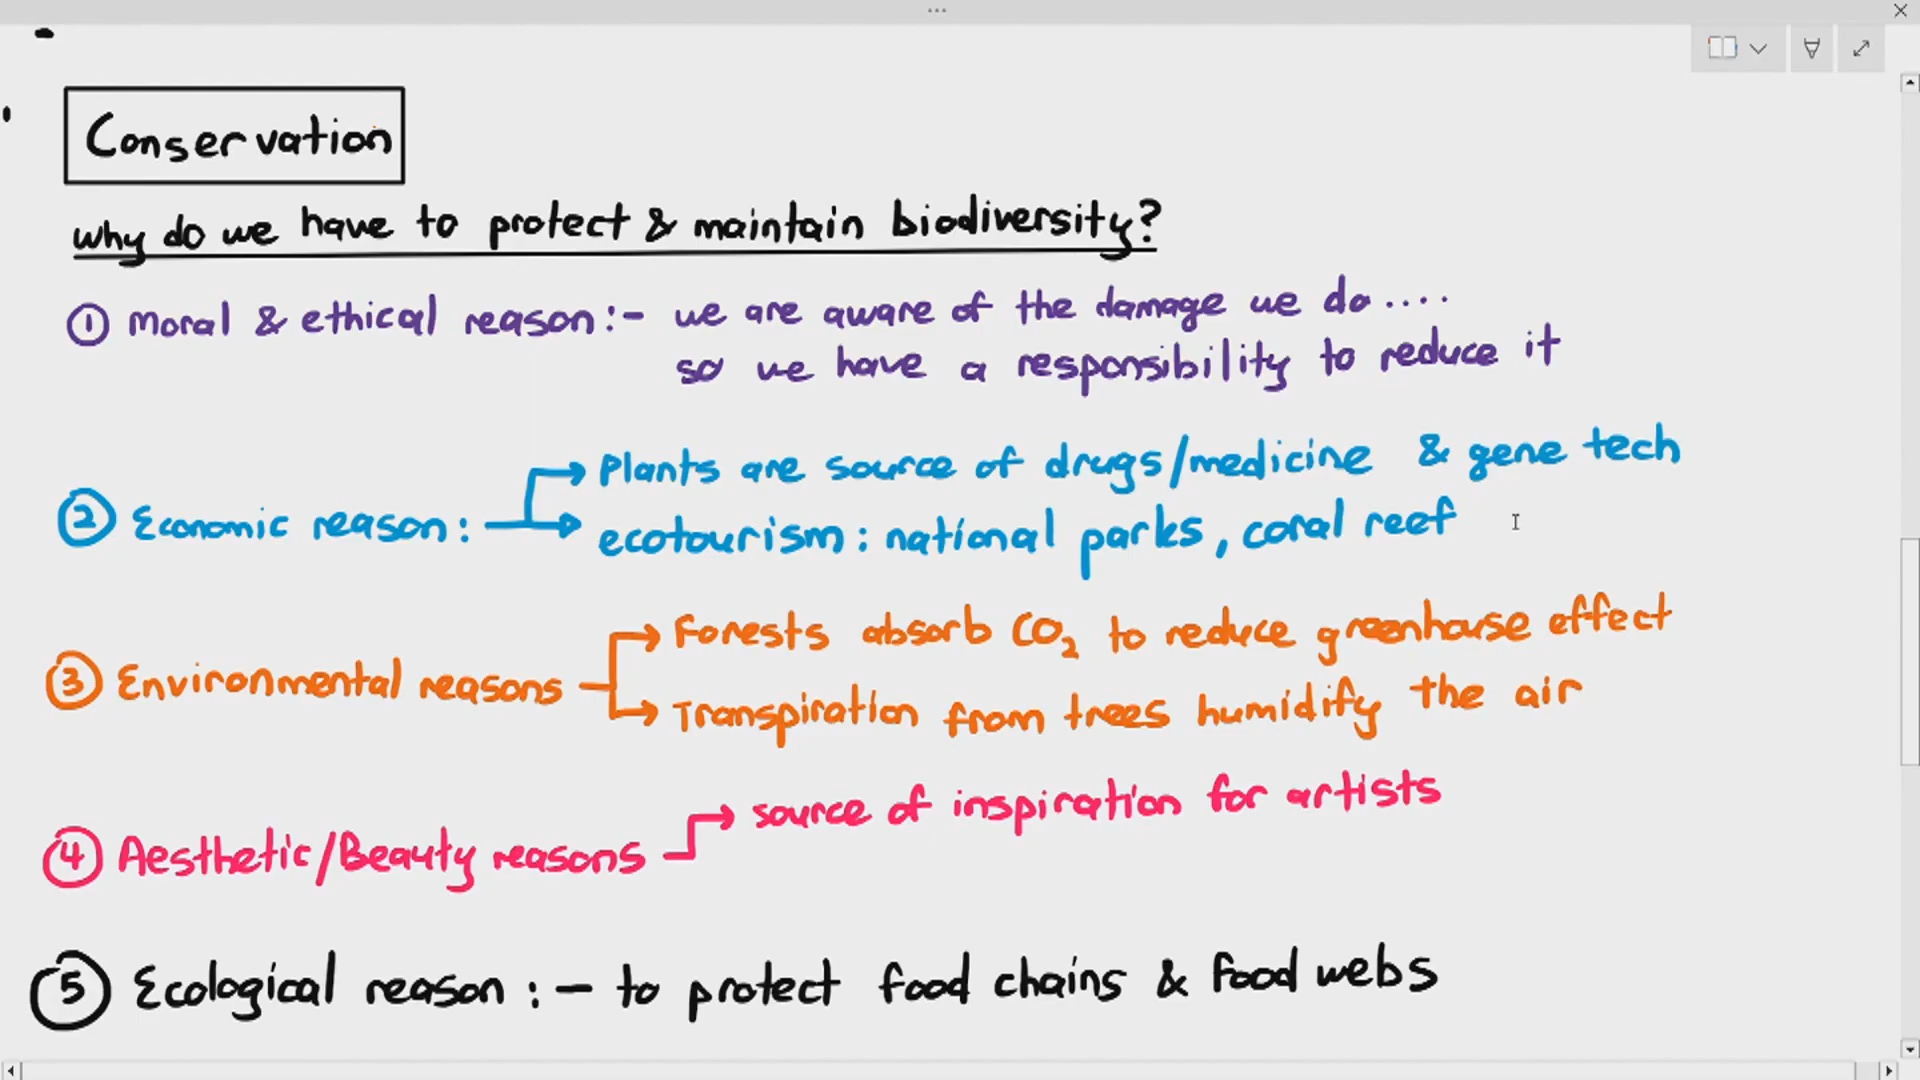 Conservation
why do we have to protect & maintain biodiversity?
① Moral & ethical reason:- we are aware of the damage we do....
so we have a responsibility to reduce it
→ Plants are source of drugs/medicine & gene tech
② Economic reason: → ecotourism: national parks, coral reef
→ Forests absorb CO₂ to reduce greenhouse effect
③ Environmental reasons
→ Transpiration from trees humidify the air
→ source of inspiration for artists
④ Aesthetic/Beauty reasons
⑤ Ecological reason:- to protect food chains & food webs